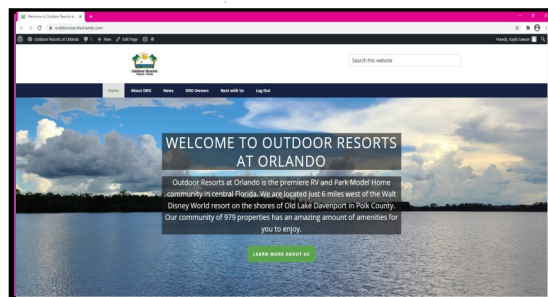 Welcome to Outdoor Resorts at
outdoorresortsorlando.com
Outdoor Resorts at Orlando + New Edit Page
Howdy, Kayla Sawyer
Outdoor Resorts
Search this website
Home About ORO News ORO Owners Rent with Us Log Out
WELCOME TO OUTDOOR RESORTS
AT ORLANDO
Outdoor Resorts at Orlando is the premiere RV and Park Model Home
community in central Florida. We are located just 6 miles west of the Walt
Disney World resort on the shores of Old Lake Davenport in Polk County.
Our community of 979 properties has an amazing amount of amenities for
you to enjoy.
LEARN MORE ABOUT US